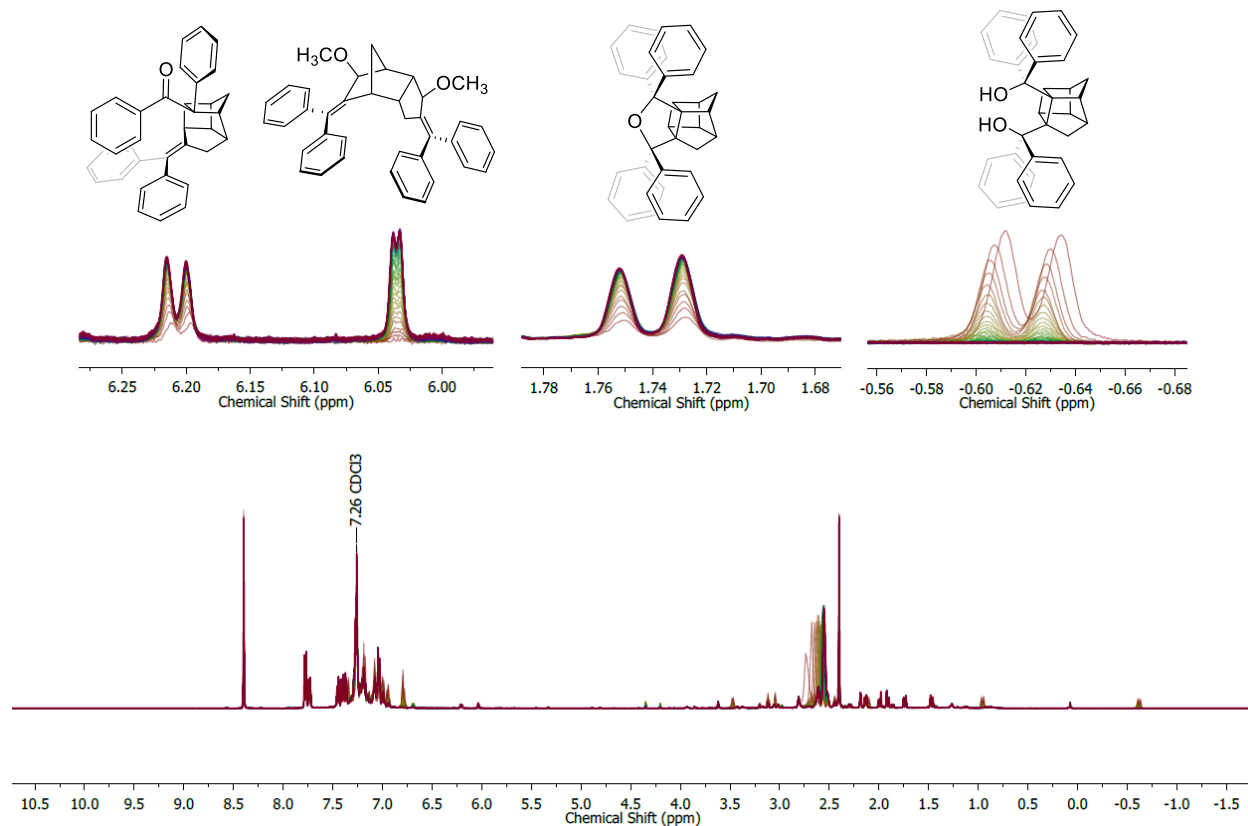 O
H₃CO
OCH₃
O
HO
HO
6.25 6.20 6.15 6.10 6.05 6.00
Chemical Shift (ppm)
1.78 1.76 1.74 1.72 1.70 1.68
Chemical Shift (ppm)
-0.56 -0.58 -0.60 -0.62 -0.64 -0.66 -0.68
Chemical Shift (ppm)
7.26 CDCl3
10.5 10.0 9.5 9.0 8.5 8.0 7.5 7.0 6.5 6.0 5.5 5.0 4.5 4.0 3.5 3.0 2.5 2.0 1.5 1.0 0.5 0.0 -0.5 -1.0 -1.5
Chemical Shift (ppm)